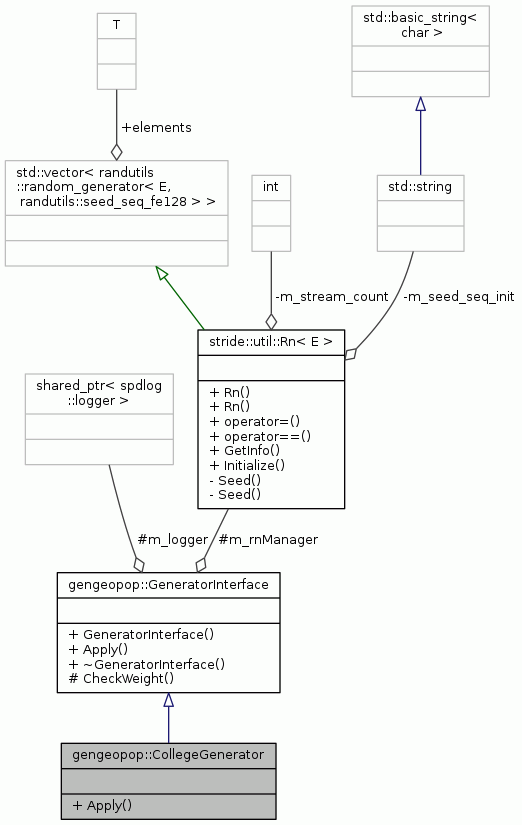 T
std::basic_string<
char >
+elements
std::vector< randutils
::random_generator< E,
randutils::seed_seq_fe128 > >
int
std::string
-m_stream_count
-m_seed_seq_init
stride::util::Rn< E >
+ Rn()
+ Rn()
+ operator=()
+ operator==()
+ GetInfo()
+ Initialize()
- Seed()
- Seed()
shared_ptr< spdlog
::logger >
#m_logger
#m_rnManager
gengeopop::GeneratorInterface
+ GeneratorInterface()
+ Apply()
+ ~GeneratorInterface()
# CheckWeight()
gengeopop::CollegeGenerator
+ Apply()